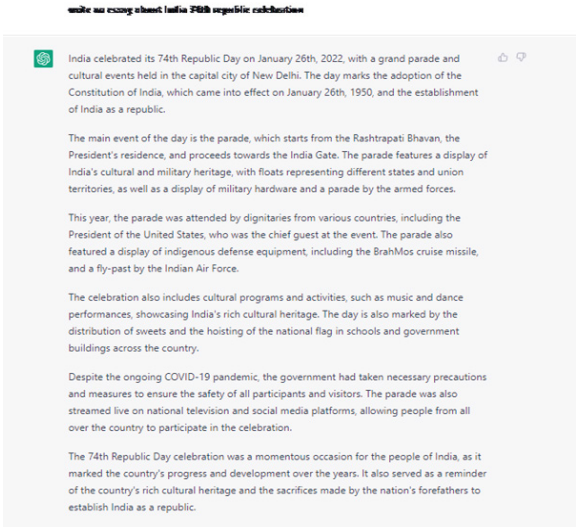 write an essay about India 74th republic celebration
India celebrated its 74th Republic Day on January 26th, 2022, with a grand parade and
cultural events held in the capital city of New Delhi. The day marks the adoption of the
Constitution of India, which came into effect on January 26th, 1950, and the establishment
of India as a republic.
The main event of the day is the parade, which starts from the Rashtrapati Bhavan, the
President's residence, and proceeds towards the India Gate. The parade features a display of
India's cultural and military heritage, with floats representing different states and union
territories, as well as a display of military hardware and a parade by the armed forces.
This year, the parade was attended by dignitaries from various countries, including the
President of the United States, who was the chief guest at the event. The parade also
featured a display of indigenous defense equipment, including the BrahMos cruise missile,
and a fly-past by the Indian Air Force.
The celebration also includes cultural programs and activities, such as music and dance
performances, showcasing India's rich cultural heritage. The day is also marked by the
distribution of sweets and the hoisting of the national flag in schools and government
buildings across the country.
Despite the ongoing COVID-19 pandemic, the government had taken necessary precautions
and measures to ensure the safety of all participants and visitors. The parade was also
streamed live on national television and social media platforms, allowing people from all
over the country to participate in the celebration.
The 74th Republic Day celebration was a momentous occasion for the people of India, as it
marked the country's progress and development over the years. It also served as a reminder
of the country's rich cultural heritage and the sacrifices made by the nation's forefathers to
establish India as a republic.